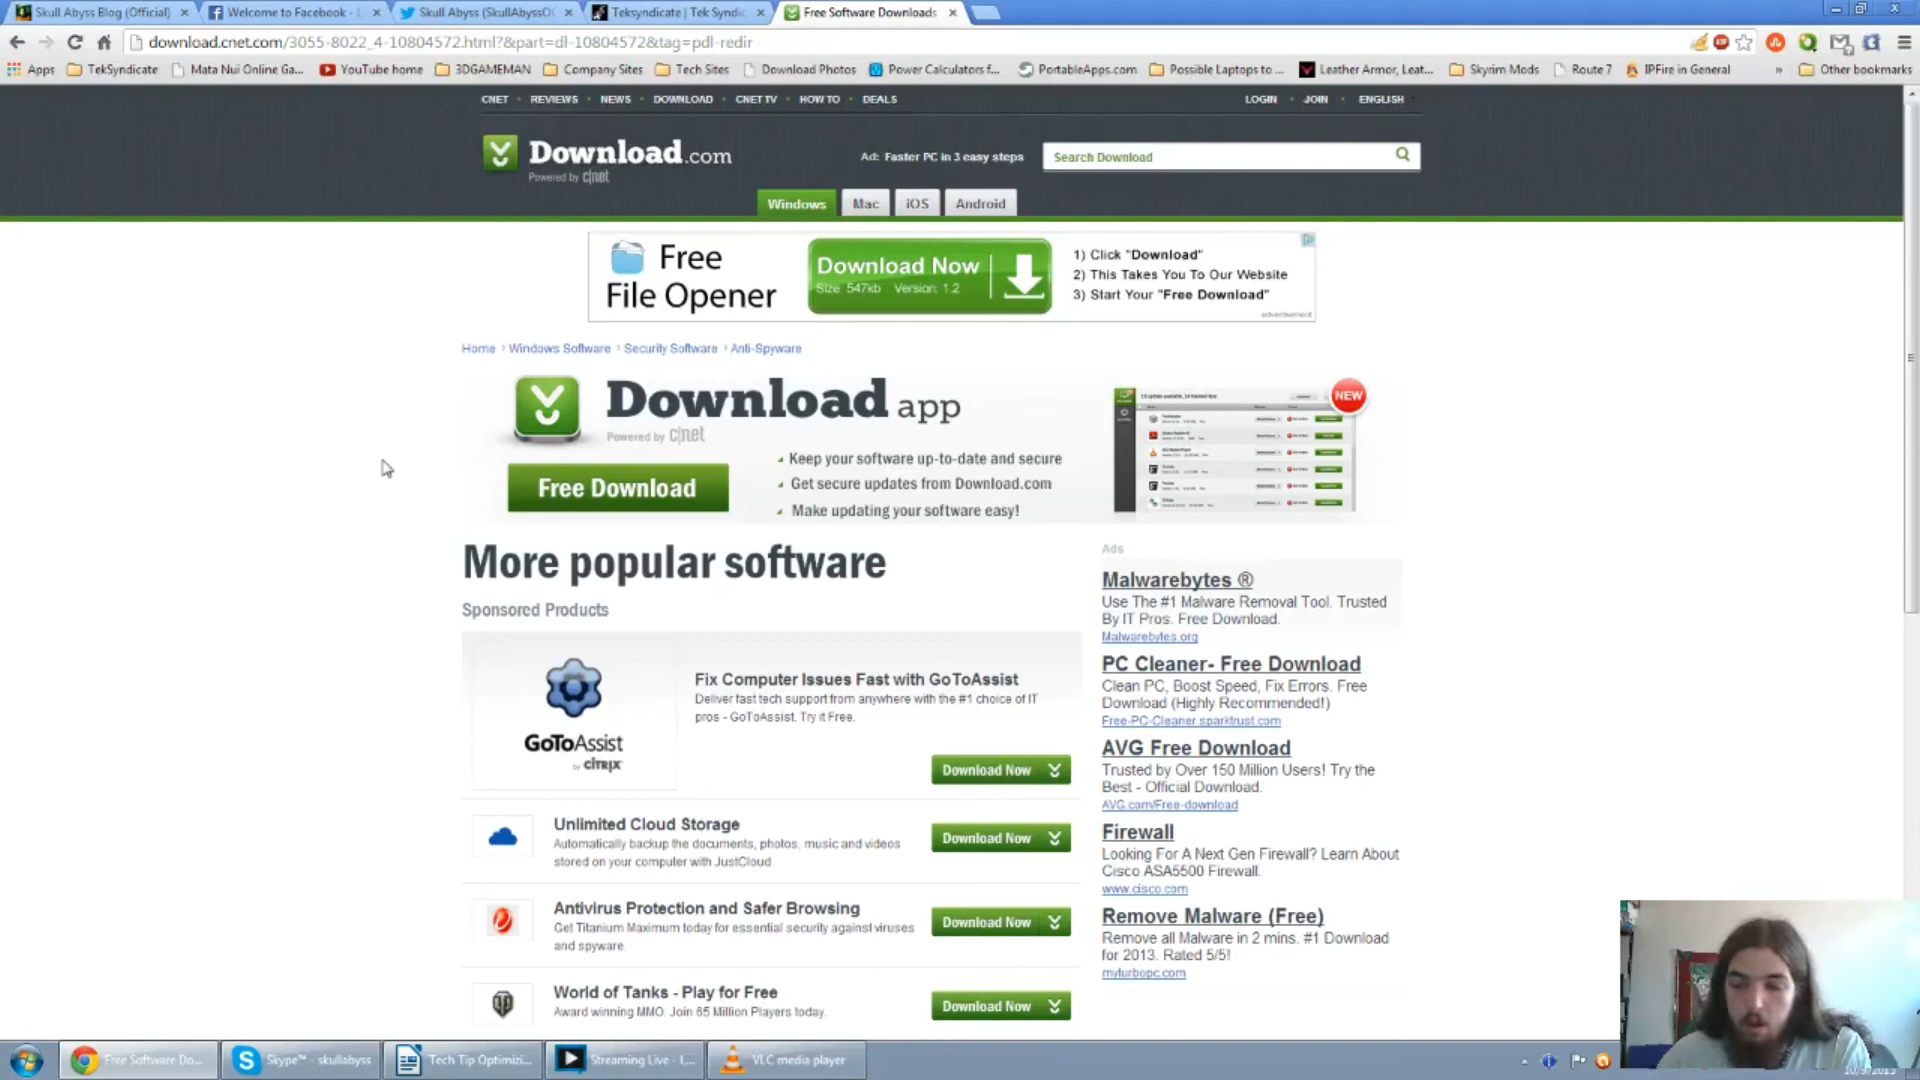 Skull Abyss Blog (Official)
Welcome to Facebook -
Skull Abyss (SkullAbyssO
Teksyndicate | Tek Syndic
Free Software Downloads
download.cnet.com/3055-8022_4-10804572.html?&part=dl-10804572&tag=pdl-redir
Apps
TekSyndicate
Mata Nui Online Ga...
YouTube home
3DGAMEMAN
Company Sites
Tech Sites
Download Photos
Power Calculators f...
PortableApps.com
Possible Laptops to ...
Leather Armor, Leat...
Skyrim Mods
Route 7
IPFire in General
»
Other bookmarks
CNET
REVIEWS
NEWS
DOWNLOAD
CNET TV
HOW TO
DEALS
LOGIN
JOIN
ENGLISH
Download.com
Powered by c|net
Ad: Faster PC in 3 easy steps
Search Download
Windows
Mac
iOS
Android
Free
File Opener
Download Now
Size: 547kb Version: 1.2
1) Click "Download"
2) This Takes You To Our Website
3) Start Your "Free Download"
advertisement
Home › Windows Software › Security Software › Anti-Spyware
Download app
Powered by c|net
Free Download
Keep your software up-to-date and secure
Get secure updates from Download.com
Make updating your software easy!
NEW
More popular software
Sponsored Products
GoToAssist
by citrix
Fix Computer Issues Fast with GoToAssist
Deliver fast tech support from anywhere with the #1 choice of IT
pros - GoToAssist. Try it Free.
Download Now
Unlimited Cloud Storage
Automatically backup the documents, photos, music and videos
stored on your computer with JustCloud
Download Now
Antivirus Protection and Safer Browsing
Get Titanium Maximum today for essential security against viruses
and spyware.
Download Now
World of Tanks - Play for Free
Award winning MMO. Join 65 Million Players today.
Download Now
Ads
Malwarebytes ®
Use The #1 Malware Removal Tool. Trusted
By IT Pros. Free Download.
Malwarebytes.org
PC Cleaner- Free Download
Clean PC, Boost Speed, Fix Errors. Free
Download (Highly Recommended!)
Free-PC-Cleaner.sparktrust.com
AVG Free Download
Trusted by Over 150 Million Users! Try the
Best - Official Download.
AVG.com/Free-download
Firewall
Looking For A Next Gen Firewall? Learn About
Cisco ASA5500 Firewall.
www.cisco.com
Remove Malware (Free)
Remove all Malware in 2 mins. #1 Download
for 2013. Rated 5/5!
myturbopc.com
Free Software Do...
Skype™ - skullabyss
Tech Tip Optimizi...
Streaming Live - L...
VLC media player